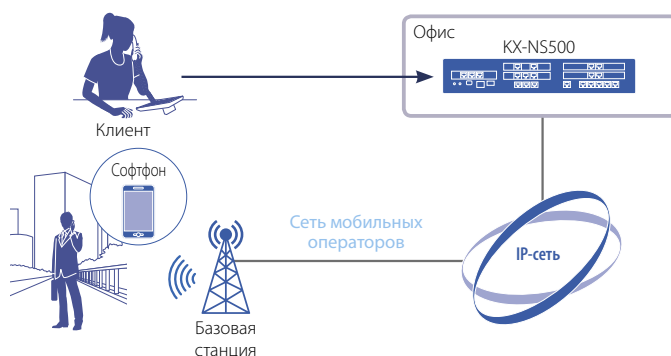 Офис
KX-NS500
Клиент
Софтфон
Сеть мобильных
операторов
IP-сеть
Базовая
станция